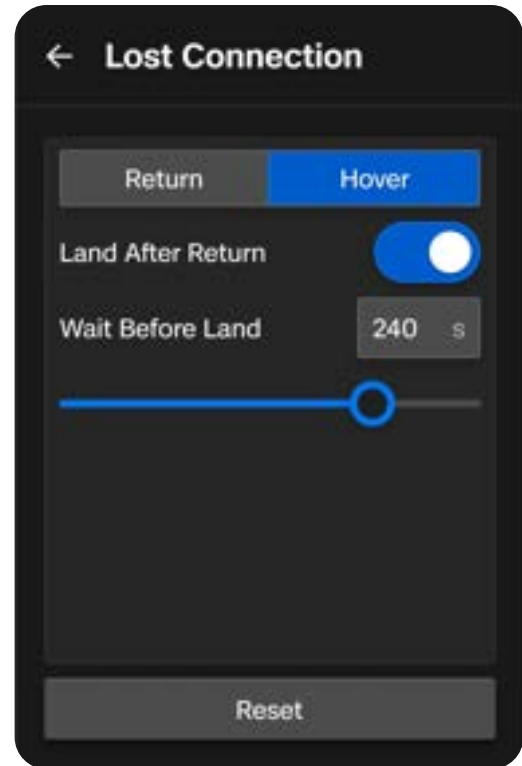 Lost Connection
Return Hover
Land After Return
Wait Before Land 240 s
Reset